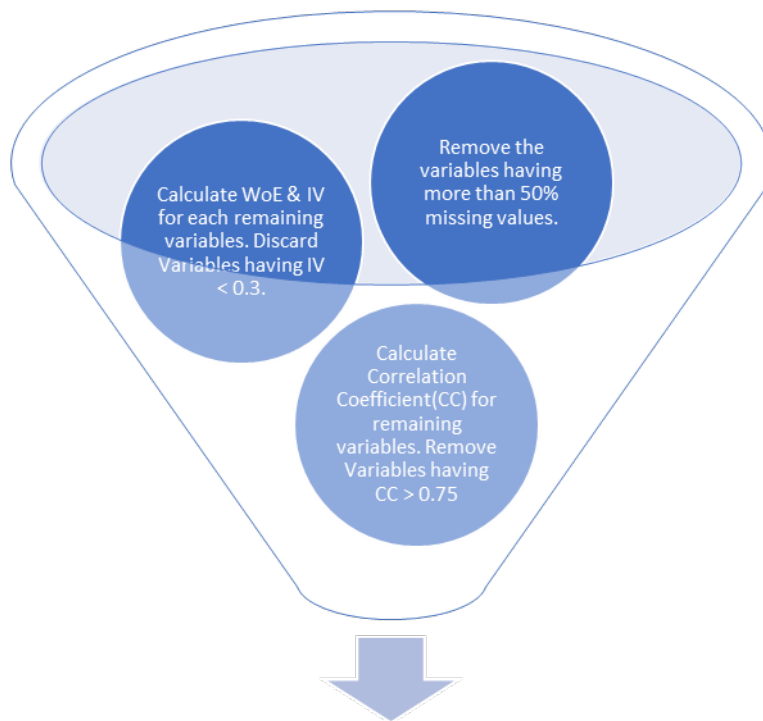 Remove the
variables having
more than 50%
missing values.
Calculate WoE & IV
for each remaining
variables. Discard
Variables having IV
< 0.3.
Calculate
Correlation
Coefficient(CC) for
remaining
variables. Remove
Variables having
CC > 0.75